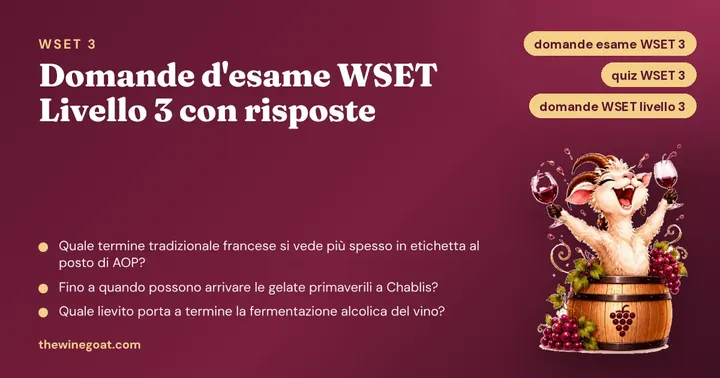 WSET 3
Domande d'esame WSET
Livello 3 con risposte
domande esame WSET 3
quiz WSET 3
domande WSET livello 3
Quale termine tradizionale francese si vede più spesso in etichetta al
posto di AOP?
Fino a quando possono arrivare le gelate primaverili a Chablis?
Quale lievito porta a termine la fermentazione alcolica del vino?
thewinegoat.com